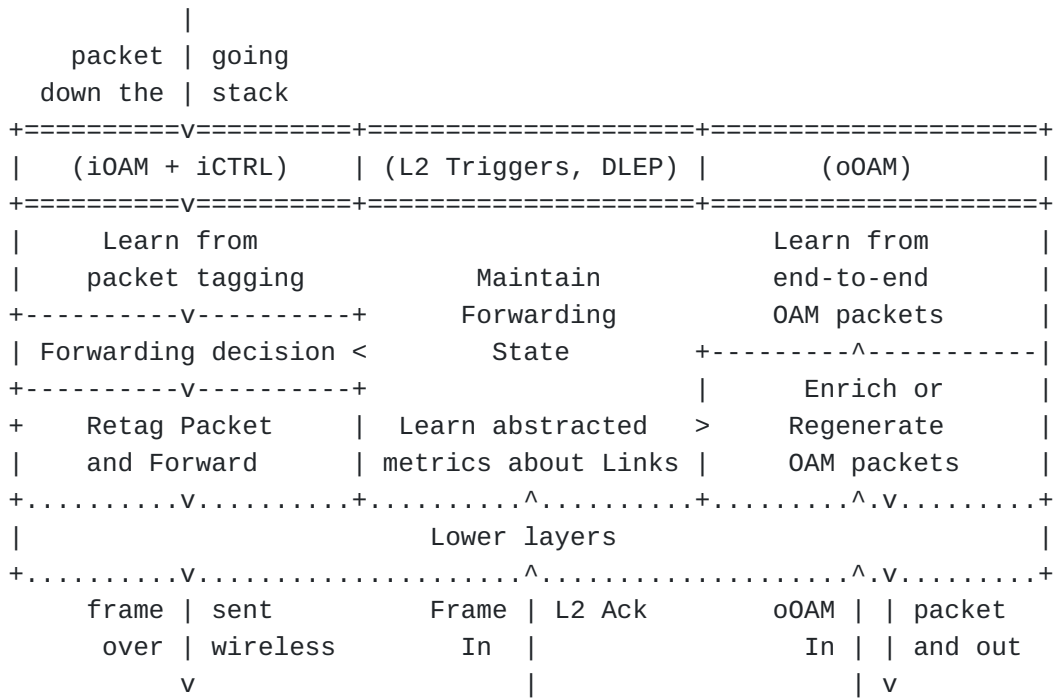 |
                packet | going
              down the | stack
            +==========v==========+=====================+=====================+
            |    (iOAM + iCTRL)   | (L2 Triggers, DLEP) |       (oOAM)        |
            +==========v==========+=====================+=====================+
            |     Learn from                                 Learn from       |
            |    packet tagging           Maintain           end-to-end       |
            +----------v----------+      Forwarding          OAM packets      |
            | Forwarding decision <        State        +---------^-----------|
            +----------v----------+                     |      Enrich or      |
            +    Retag Packet     |  Learn abstracted   >     Regenerate      |
            |    and Forward      | metrics about Links |     OAM packets     |
            +..........v..........+..........^..........+.........^.v.........+
            |                          Lower layers                           |
            +..........v.....................^....................^.v.........+
                 frame | sent          Frame | L2 Ack        oOAM | | packet
                  over | wireless        In  |                 In | | and out
                       v                     |                    | v